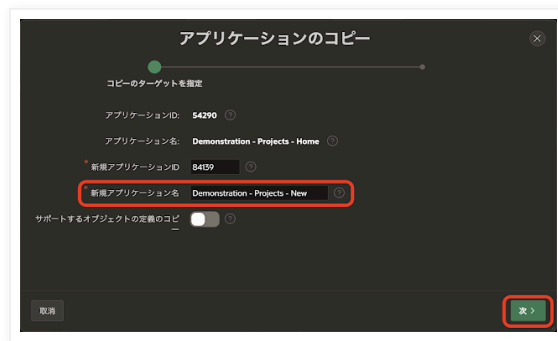 アプリケーションのコピー
コピーのターゲットを指定
アプリケーションID: 54290
アプリケーション名: Demonstration - Projects - Home
* 新規アプリケーションID 84139
* 新規アプリケーション名 Demonstration - Projects - New
サポートするオブジェクトの定義のコピ
ー
取消
次 >